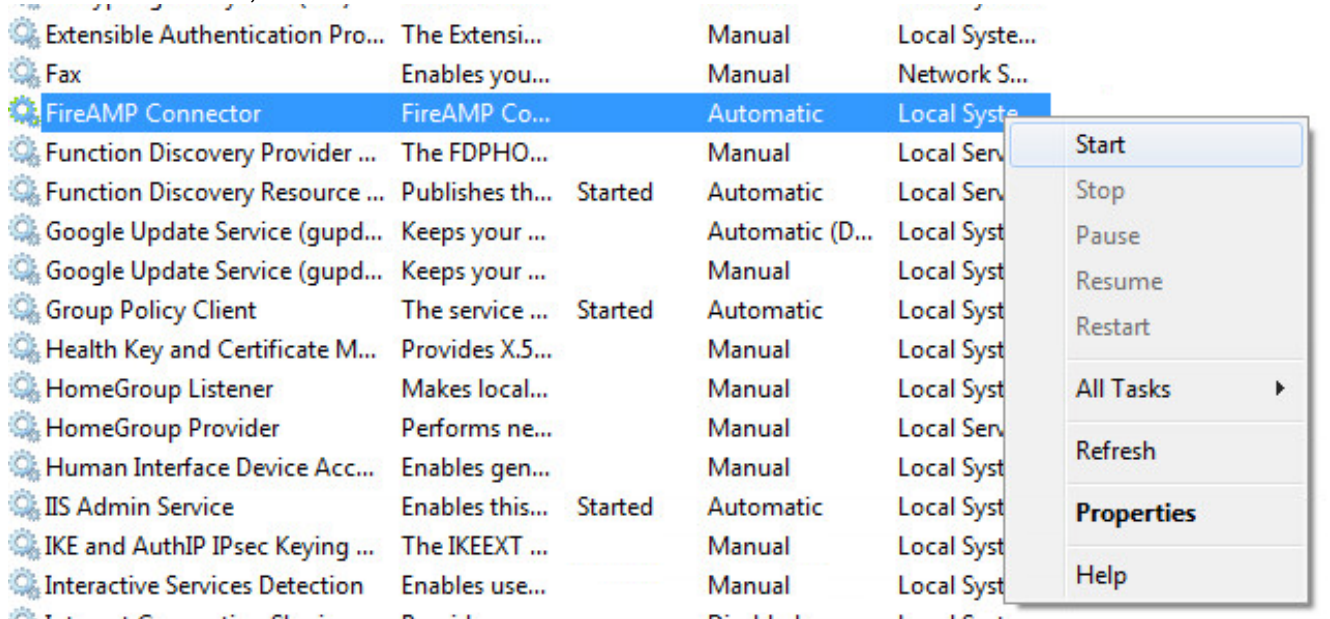 Extensible Authentication Pro... The Extensi... Manual Local Syste...
Fax Enables you... Manual Network S...
FireAMP Connector FireAMP Co... Automatic Local Syste
Function Discovery Provider ... The FDPHO... Manual Local Serv
Function Discovery Resource ... Publishes th... Started Automatic Local Serv
Google Update Service (gupd... Keeps your ... Automatic (D... Local Syst
Google Update Service (gupd... Keeps your ... Manual Local Syst
Group Policy Client The service ... Started Automatic Local Syst
Health Key and Certificate M... Provides X.5... Manual Local Syst
HomeGroup Listener Makes local... Manual Local Syst
HomeGroup Provider Performs ne... Manual Local Serv
Human Interface Device Acc... Enables gen... Manual Local Syst
IIS Admin Service Enables this... Started Automatic Local Syst
IKE and AuthIP IPsec Keying ... The IKEEXT ... Manual Local Syst
Interactive Services Detection Enables use... Manual Local Syst
Start
Stop
Pause
Resume
Restart
All Tasks
Refresh
Properties
Help